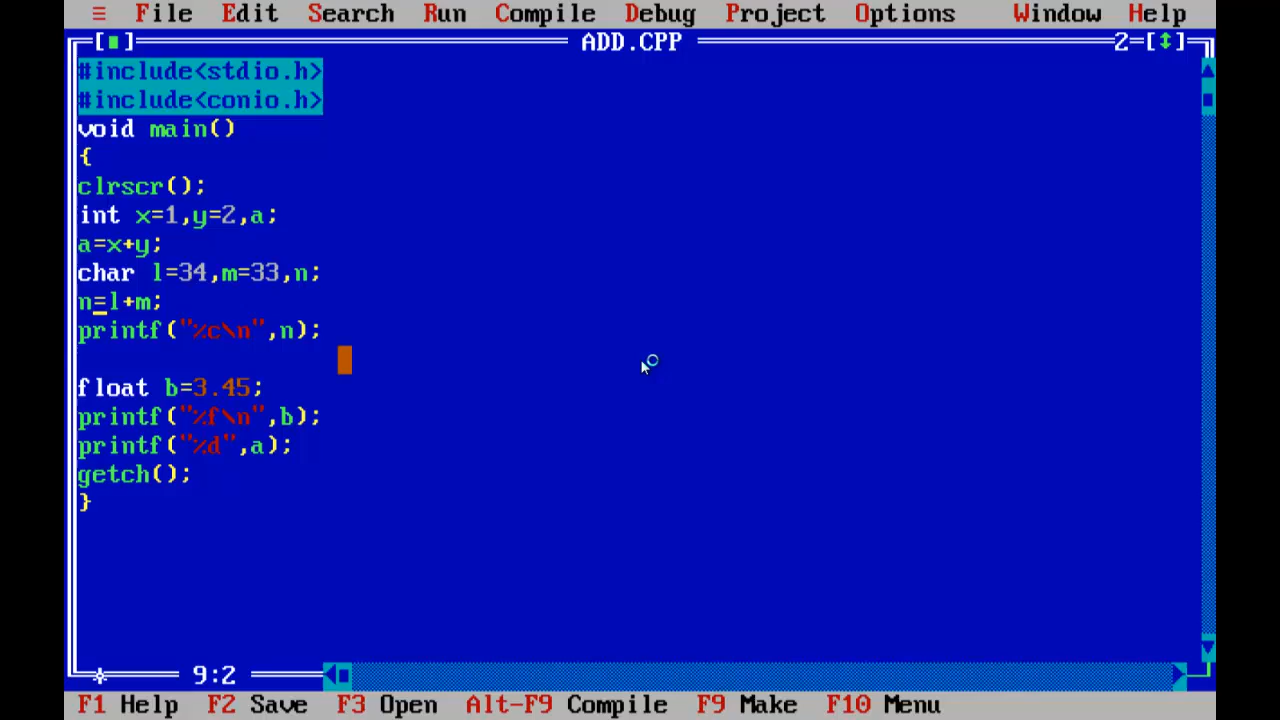 ≡ File Edit Search Run Compile Debug Project Options Window Help
[■] ADD.CPP 2=[↕]
#include<stdio.h>
#include<conio.h>
void main()
{
clrscr();
int x=1,y=2,a;
a=x+y;
char l=34,m=33,n;
n=l+m;
printf("%c\n",n);
float b=3.45;
printf("%f\n",b);
printf("%d",a);
getch();
}
9:2
F1 Help F2 Save F3 Open Alt-F9 Compile F9 Make F10 Menu